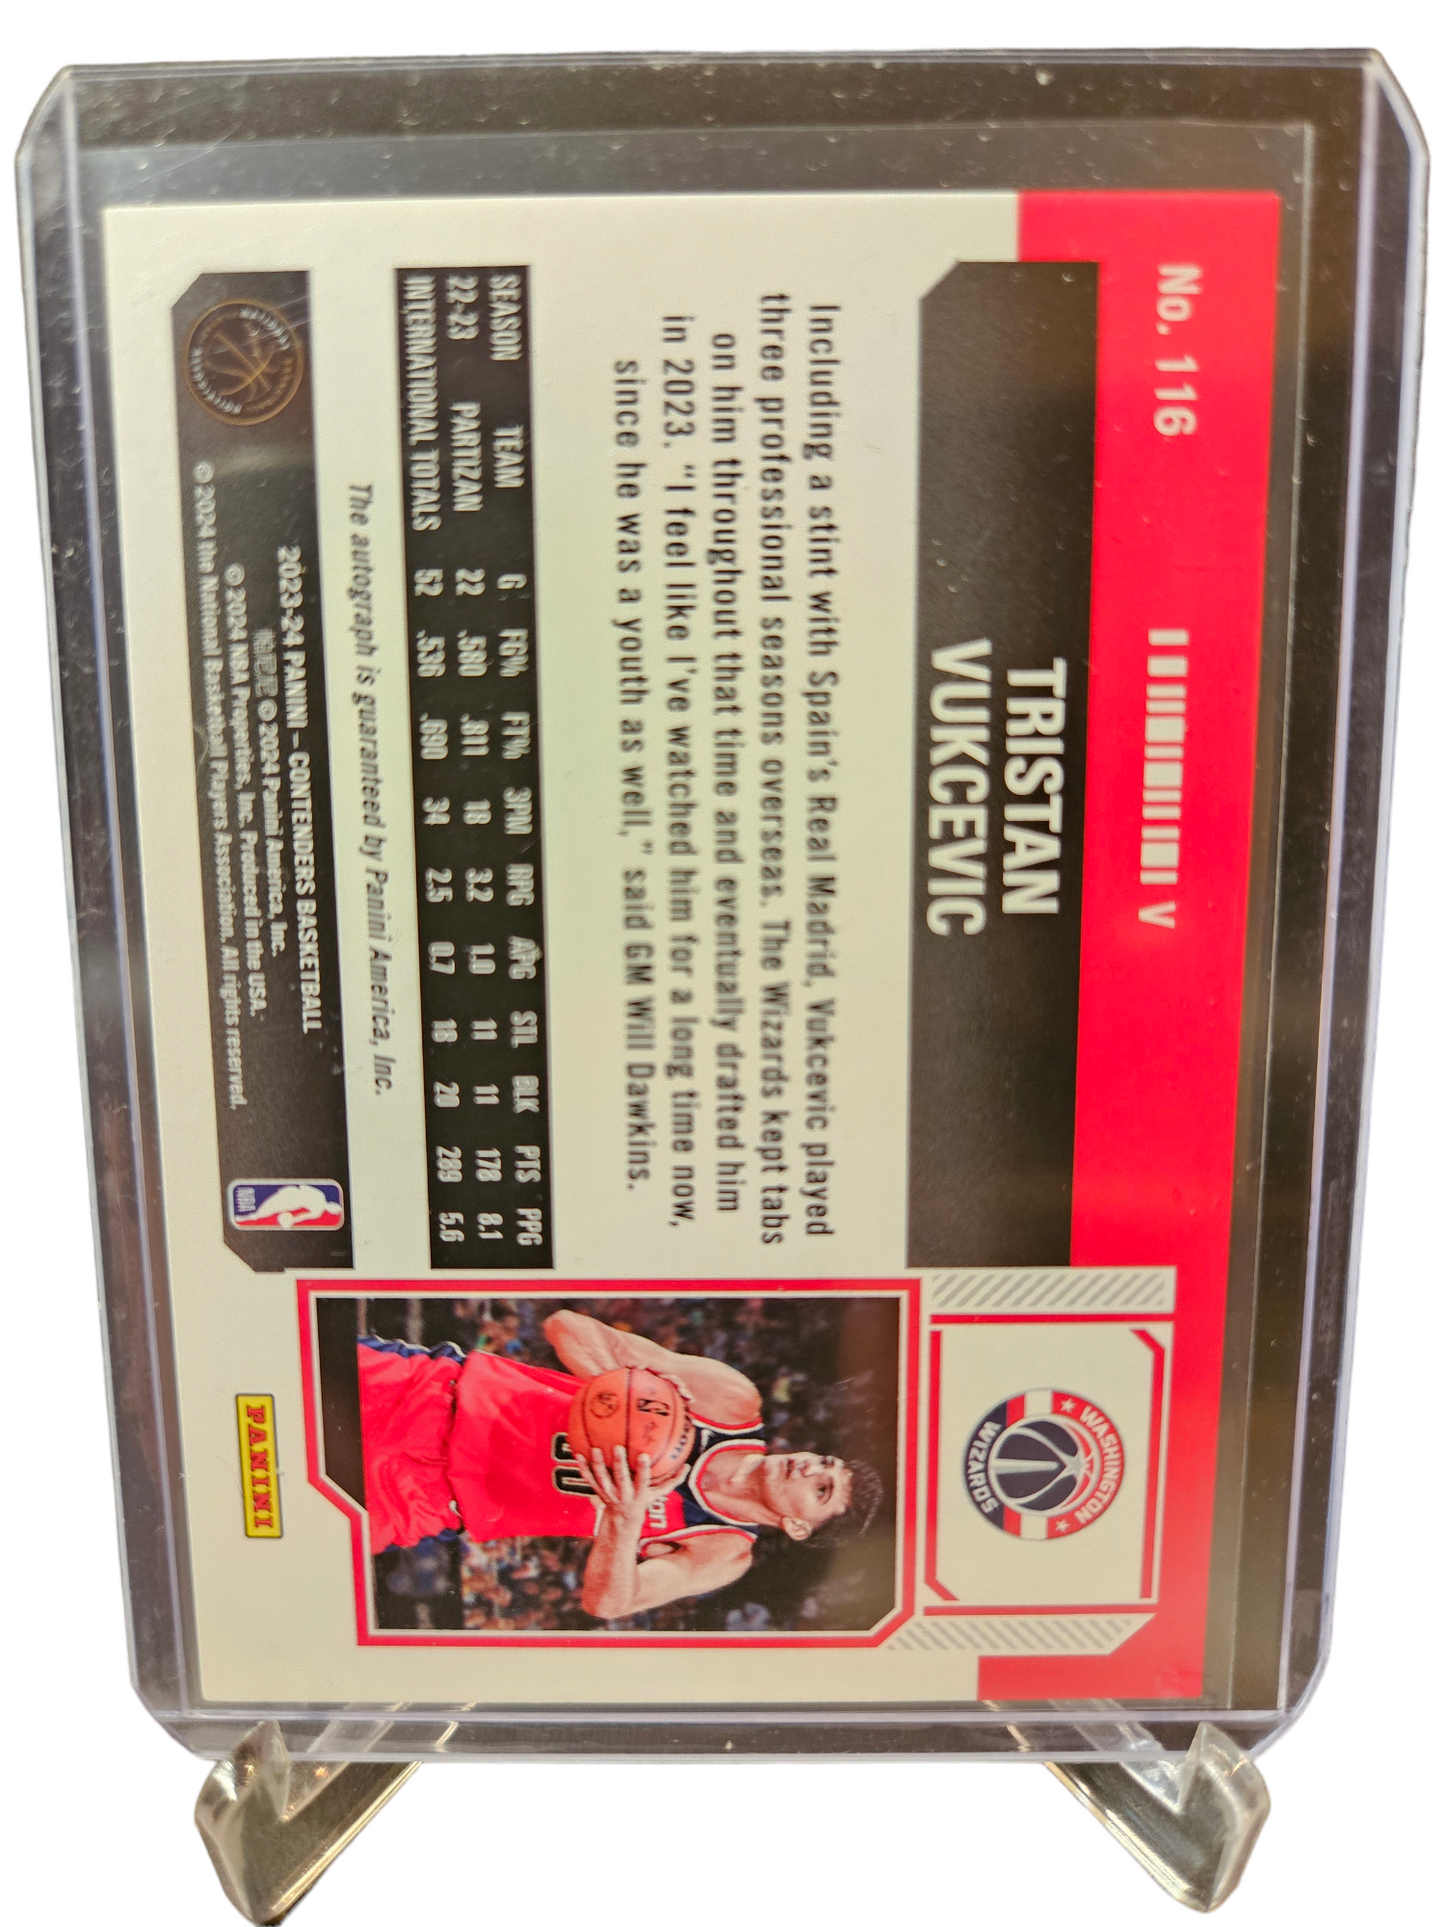 No. 116
V
TRISTAN
VUKCEVIC
WASHINGTON
WIZARDS
Including a stint with Spain's Real Madrid, Vukcevic played
three professional seasons overseas. The Wizards kept tabs
on him throughout that time and eventually drafted him
in 2023. “I feel like I've watched him for a long time now,
since he was a youth as well,” said GM Will Dawkins.
SEASON TEAM G FG% FT% 3PM RPG APG STL BLK PTS PPG
22-23 PARTIZAN 22 .580 .811 18 3.2 1.0 11 11 178 8.1
INTERNATIONAL TOTALS 52 .536 .690 34 2.5 0.7 18 20 289 5.6
The autograph is guaranteed by Panini America, Inc.
2023-24 PANINI – CONTENDERS BASKETBALL
© 2024 Panini America, Inc.
© 2024 NBA Properties, Inc. Produced in the USA.
© 2024 the National Basketball Players Association. All rights reserved.
NBA
PANINI